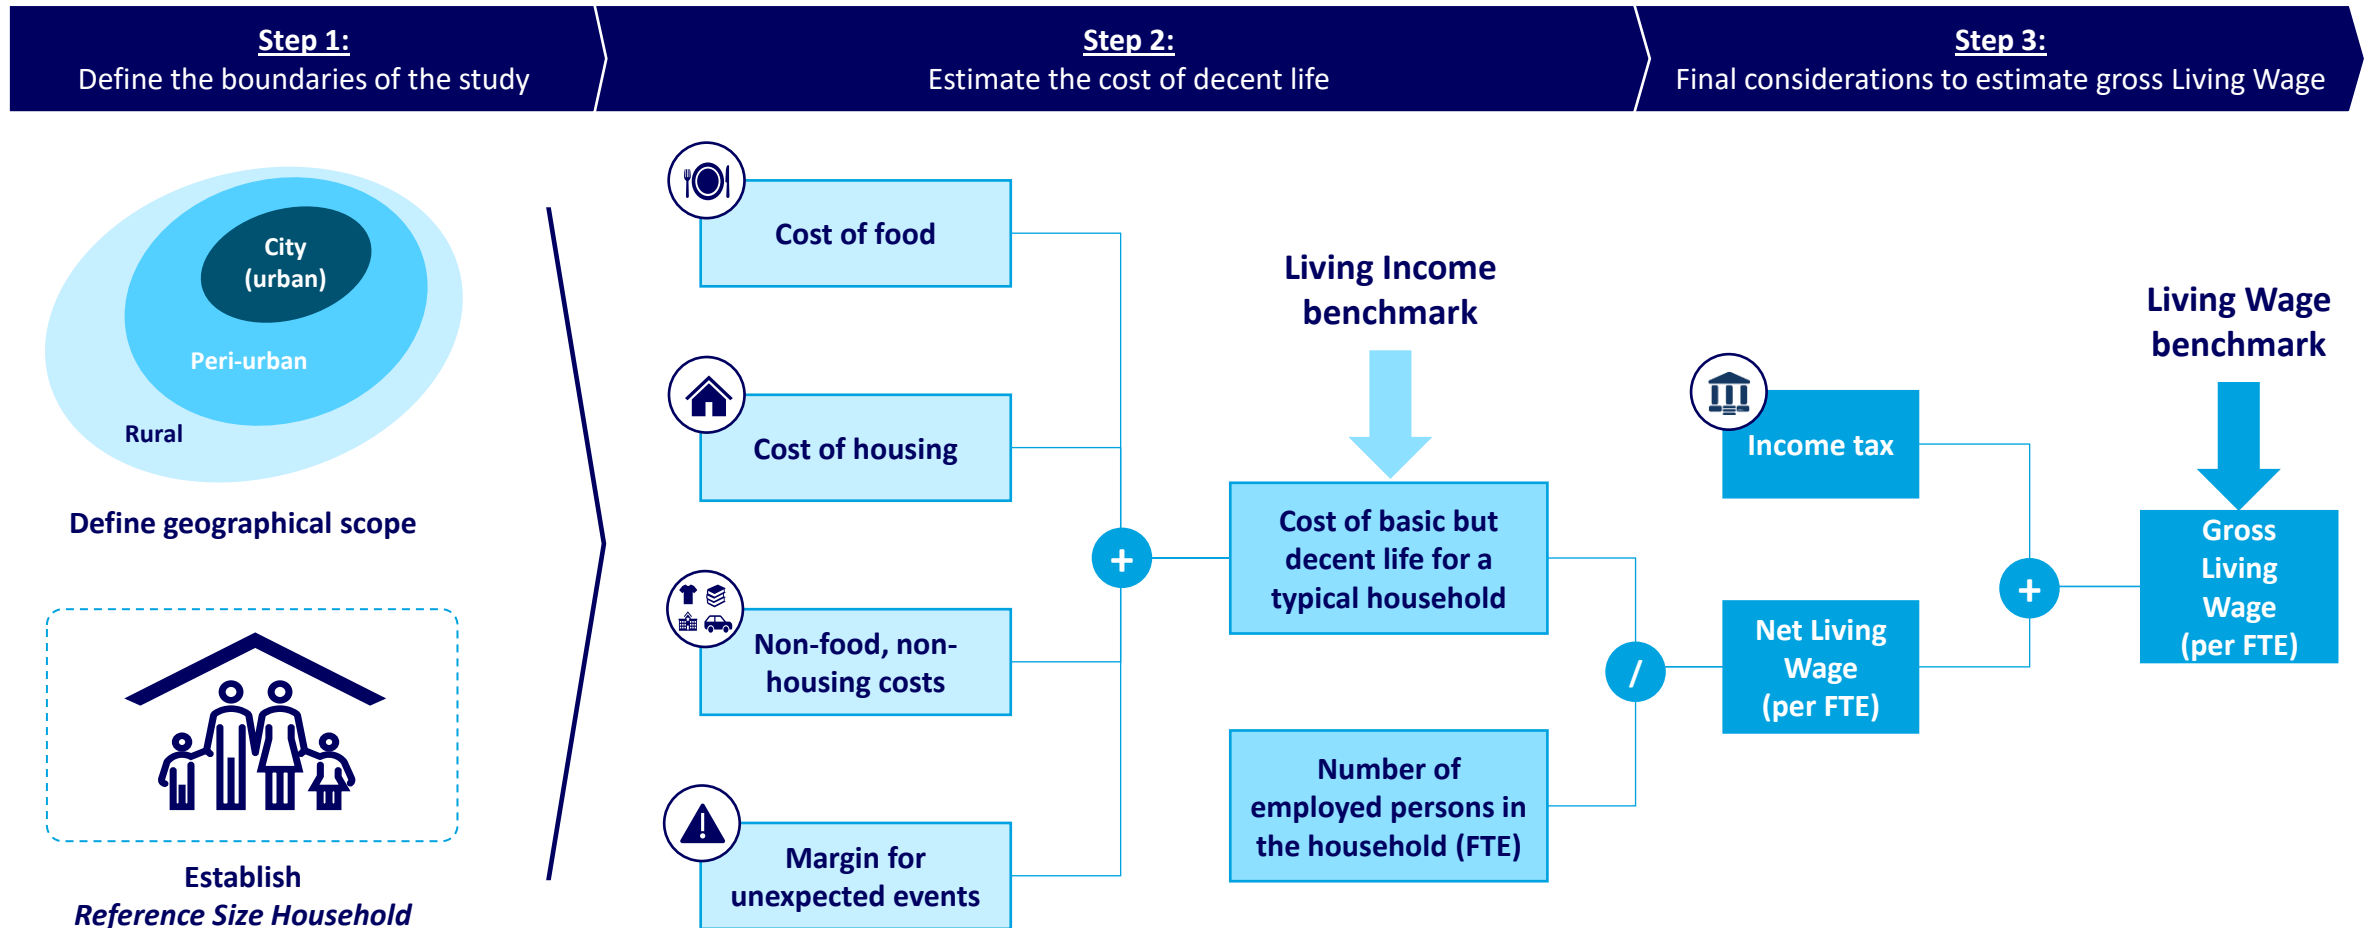 Step 1:
Define the boundaries of the study
Step 2:
Estimate the cost of decent life
Step 3:
Final considerations to estimate gross Living Wage
City
(urban)
Peri-urban
Rural
Define geographical scope
Establish
Reference Size Household
Cost of food
Cost of housing
Non-food, non-
housing costs
Margin for
unexpected events
+
Living Income
benchmark
Cost of basic but
decent life for a
typical household
Number of
employed persons in
the household (FTE)
/
Income tax
Net Living
Wage
(per FTE)
+
Living Wage
benchmark
Gross
Living
Wage
(per FTE)